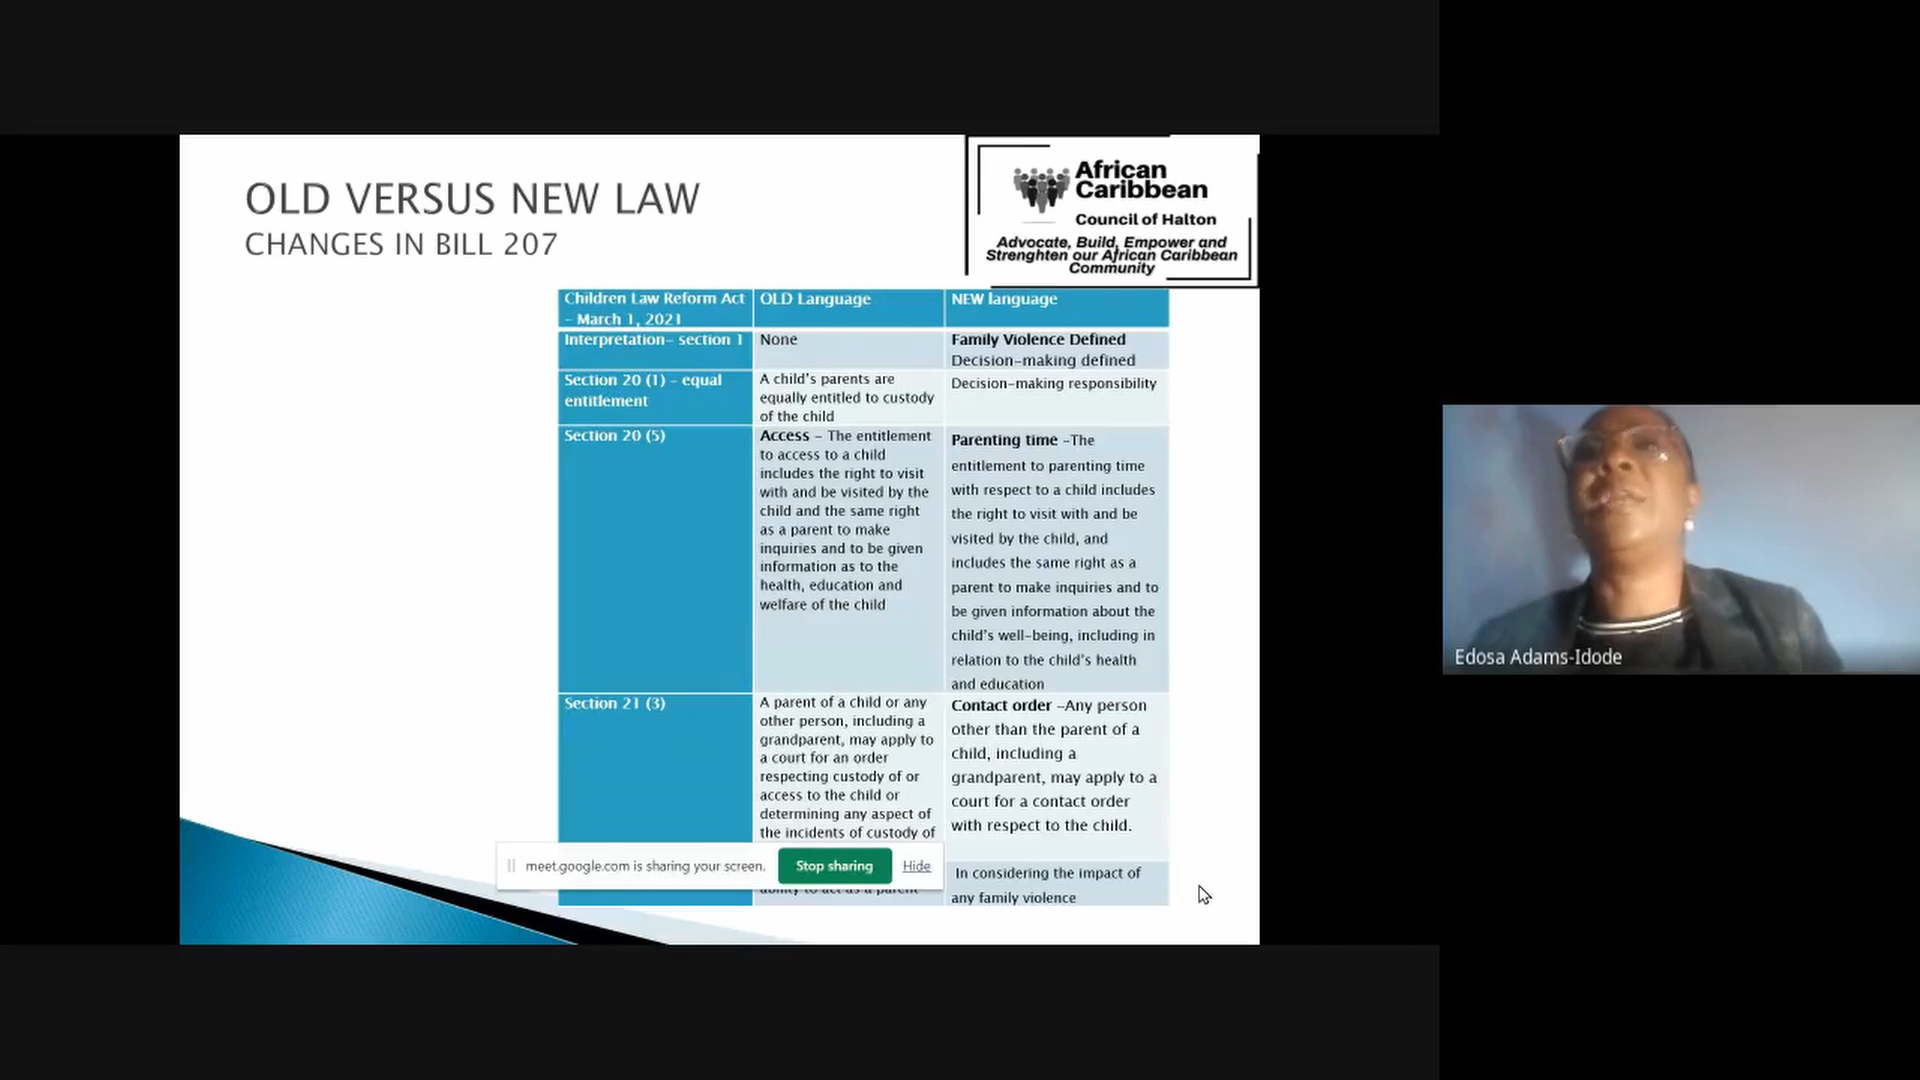 OLD VERSUS NEW LAW
CHANGES IN BILL 207
African
Caribbean
Council of Halton
Advocate, Build, Empower and
Strenghten our African Caribbean
Community
Children Law Reform Act
– March 1, 2021
OLD Language
NEW language
Interpretation– section 1
None
Family Violence Defined
Decision-making defined
Section 20 (1) – equal
entitlement
A child's parents are
equally entitled to custody
of the child
Decision-making responsibility
Section 20 (5)
Access – The entitlement
to access to a child
includes the right to visit
with and be visited by the
child and the same right
as a parent to make
inquiries and to be given
information as to the
health, education and
welfare of the child
Parenting time –The
entitlement to parenting time
with respect to a child includes
the right to visit with and be
visited by the child, and
includes the same right as a
parent to make inquiries and to
be given information about the
child's well-being, including in
relation to the child's health
and education
Section 21 (3)
A parent of a child or any
other person, including a
grandparent, may apply to
a court for an order
respecting custody of or
access to the child or
determining any aspect of
the incidents of custody of
Contact order –Any person
other than the parent of a
child, including a
grandparent, may apply to a
court for a contact order
with respect to the child.
meet.google.com is sharing your screen.
Stop sharing
Hide
ability to act as a parent
In considering the impact of
any family violence
Edosa Adams-Idode